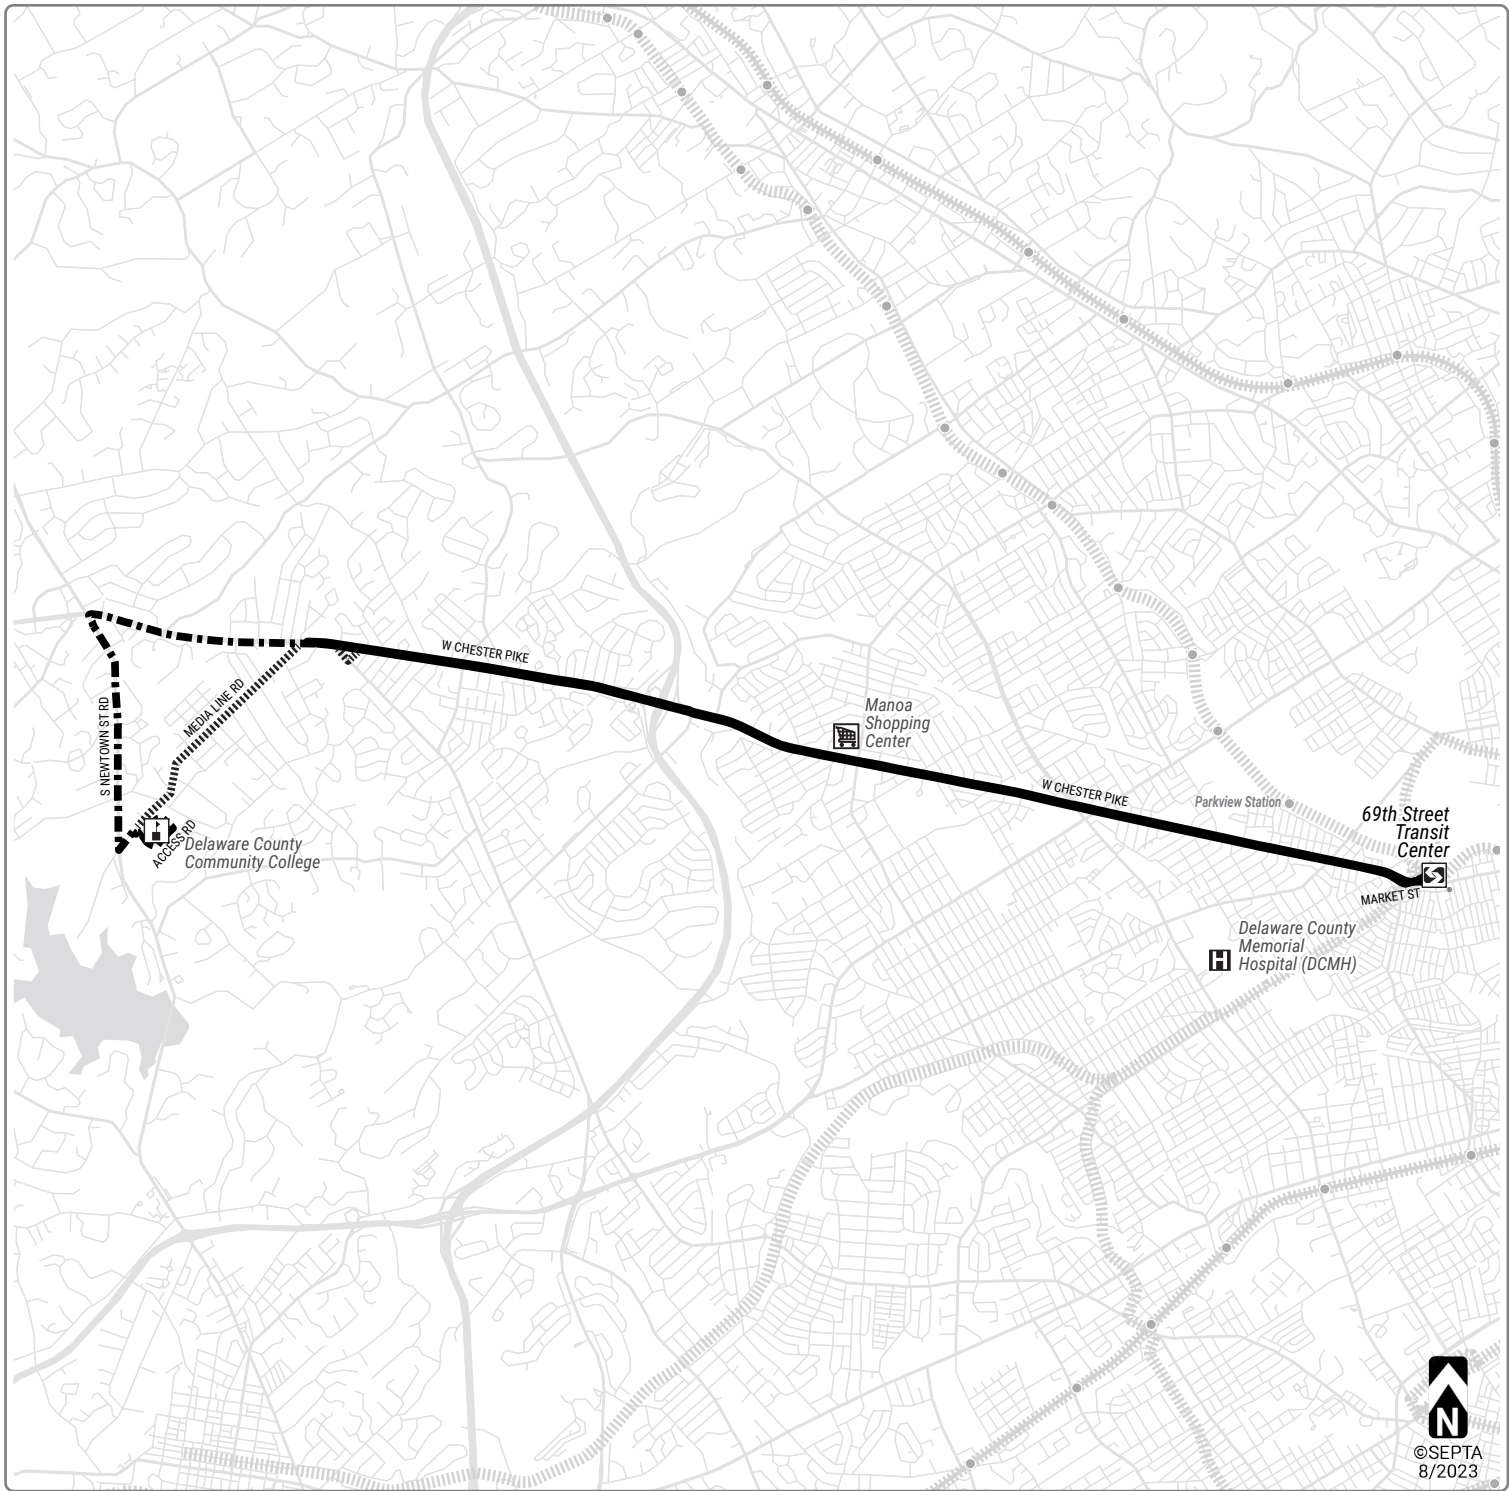 W CHESTER PIKE
MEDIA LINE RD
S NEWTOWN ST RD
Manoa
Shopping
Center
W CHESTER PIKE
Parkview Station
69th Street
Transit
Center
ACCESS RD
Delaware County
Community College
MARKET ST
Delaware County
Memorial
Hospital (DCMH)
H
N
©SEPTA
8/2023